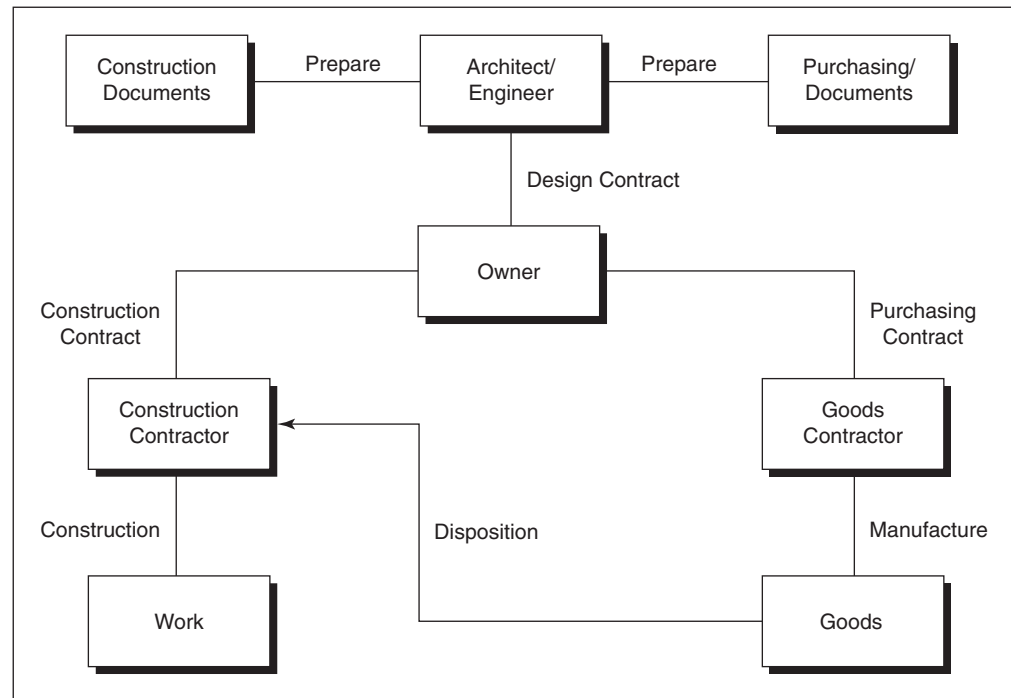 Construction
Documents
Prepare
Architect/
Engineer
Prepare
Purchasing/
Documents
Design Contract
Owner
Construction
Contract
Purchasing
Contract
Construction
Contractor
Goods
Contractor
Construction
Disposition
Manufacture
Work
Goods